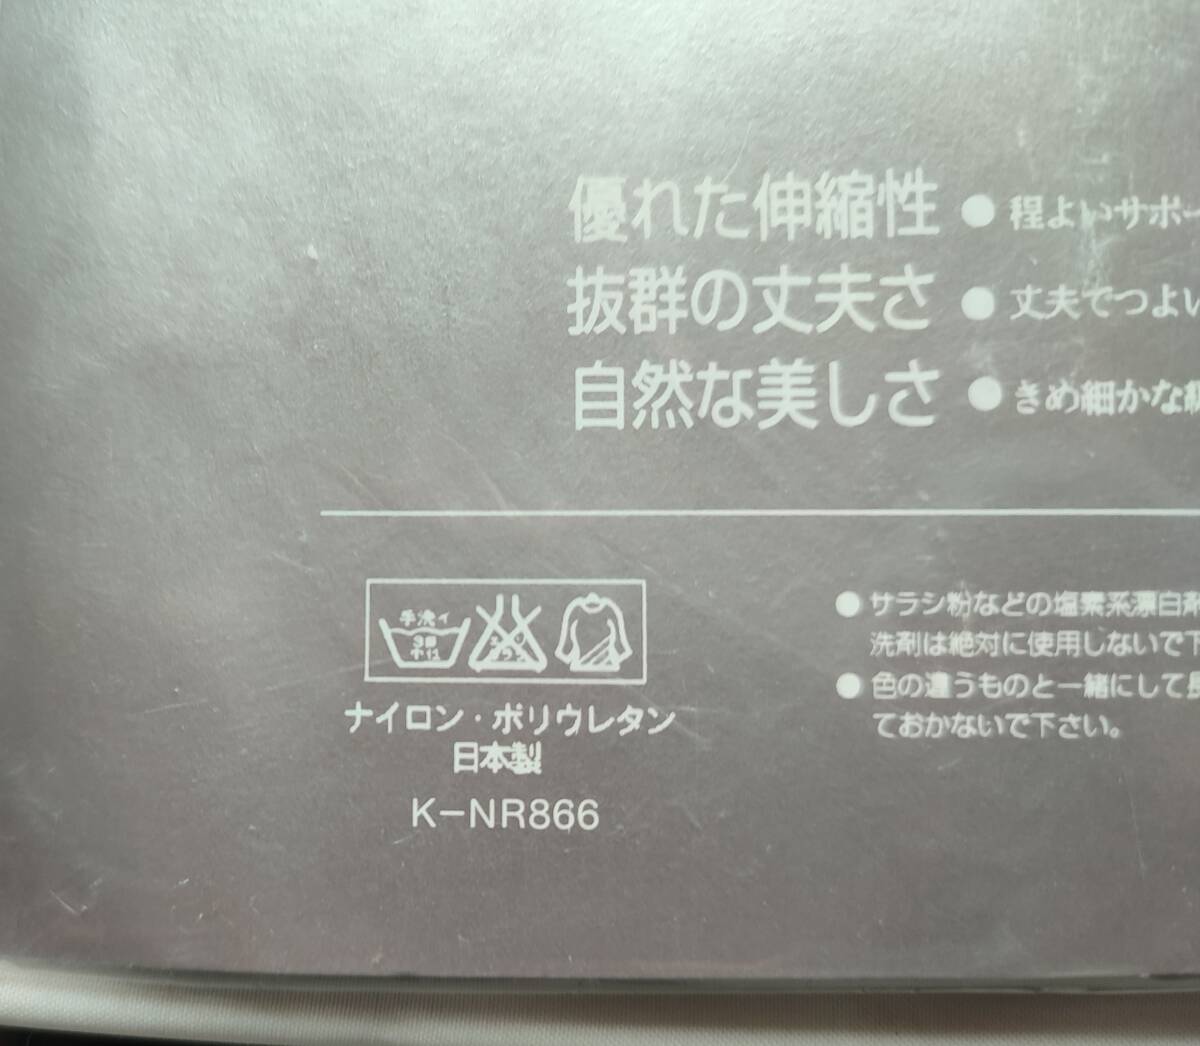 優れた伸縮性 ● 程よいサポー
抜群の丈夫さ ● 丈夫でつよい
自然な美しさ ● きめ細かな
手洗イ
ナイロン・ポリウレタン
日本製
K-NR866
● サラシ粉などの塩素系漂白剤
洗剤は絶対に使用しないで下
● 色の違うものと一緒にして長
ておかないで下さい。